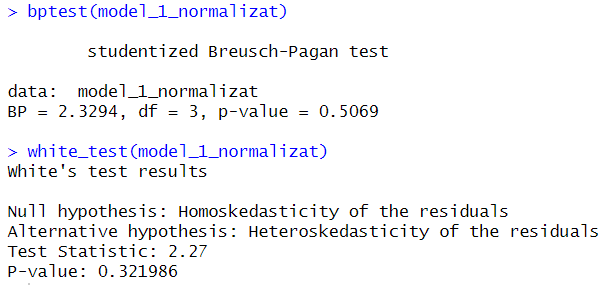 > bptest(model_1_normalizat)
studentized Breusch-Pagan test
data:  model_1_normalizat
BP = 2.3294, df = 3, p-value = 0.5069
> white_test(model_1_normalizat)
White's test results
Null hypothesis: Homoskedasticity of the residuals
Alternative hypothesis: Heteroskedasticity of the residuals
Test Statistic: 2.27
P-value: 0.321986